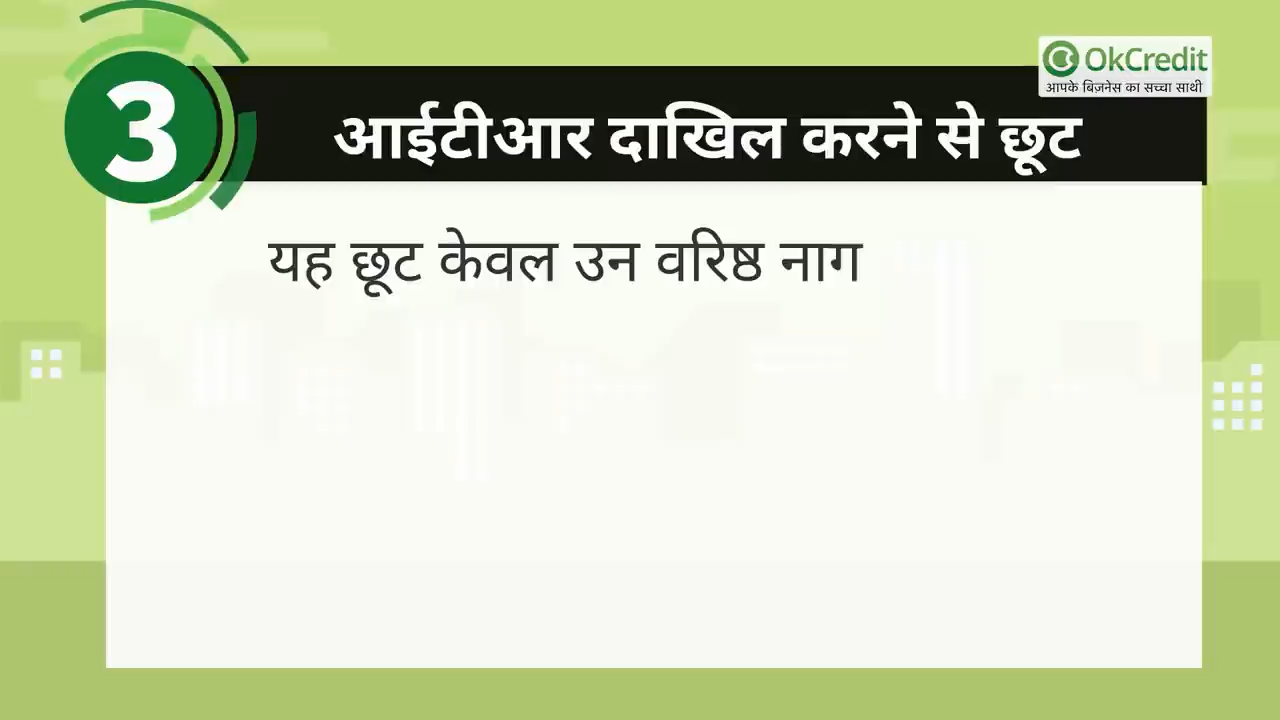 3
OkCredit
आपके बिज़नेस का सच्चा साथी
आईटीआर दाखिल करने से छूट
यह छूट केवल उन वरिष्ठ नाग